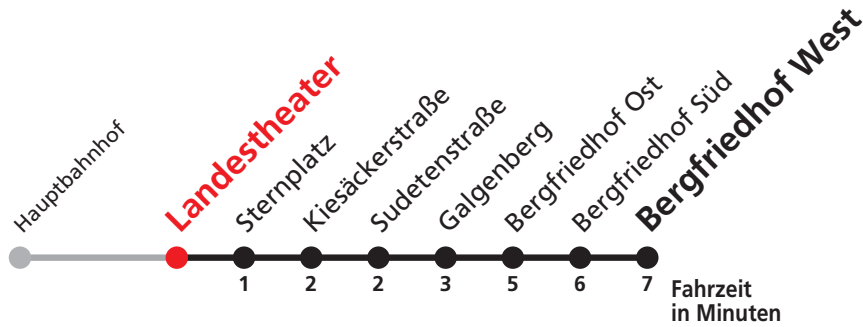 Hauptbahnhof
Landestheater
Sternplatz
Kiesäckerstraße
Sudetenstraße
Galgenberg
Bergfriedhof Ost
Bergfriedhof Süd
Bergfriedhof West
1 2 2 3 5 6 7
Fahrzeit
in Minuten